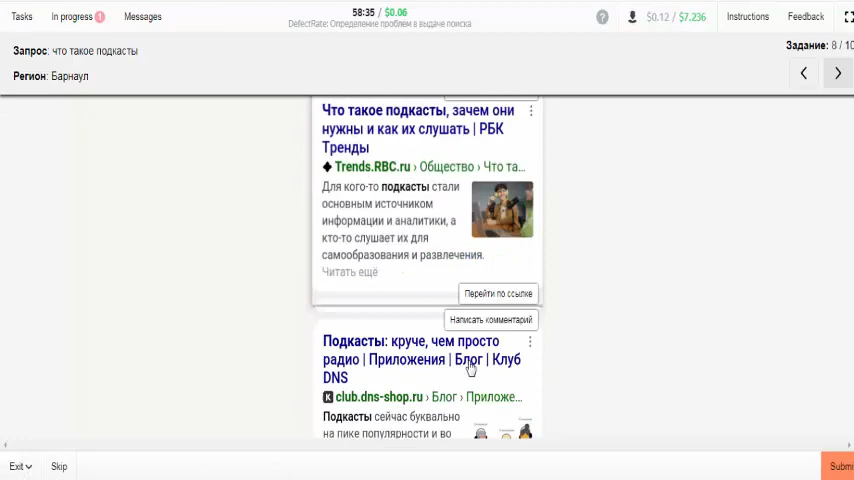 Tasks In progress 1 Messages 58:35 / $0.06 $0.12 / $7.236 Instructions Feedback
DefectRate: Определение проблем в выдаче поиска
Запрос: что такое подкасты Задание: 8 / 10
Регион: Барнаул
Что такое подкасты, зачем они
нужны и как их слушать | РБК
Тренды
Trends.RBC.ru › Общество › Что та...
Для кого-то подкасты стали
основным источником
информации и аналитики, а
кто-то слушает их для
самообразования и развлечения.
Читать ещё
Перейти по ссылке
Написать комментарий
Подкасты: круче, чем просто
радио | Приложения | Блог | Клуб
DNS
club.dns-shop.ru › Блог › Приложе...
Подкасты сейчас буквально
на пике популярности и во
Exit Skip Submi